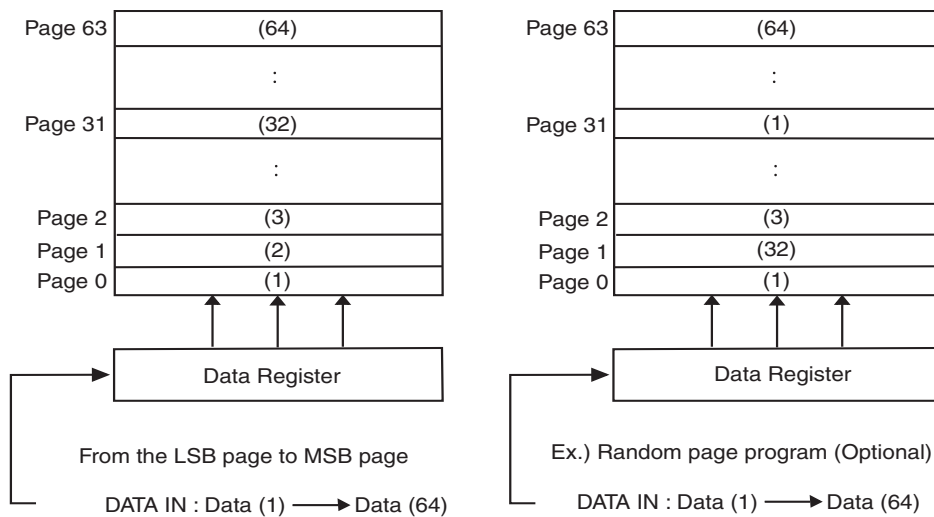 Page 63 (64)
:
Page 31 (32)
:
Page 2 (3)
Page 1 (2)
Page 0 (1)
Data Register
From the LSB page to MSB page
DATA IN : Data (1) Data (64)
Page 63 (64)
:
Page 31 (1)
:
Page 2 (3)
Page 1 (32)
Page 0 (1)
Data Register
Ex.) Random page program (Optional)
DATA IN : Data (1) Data (64)